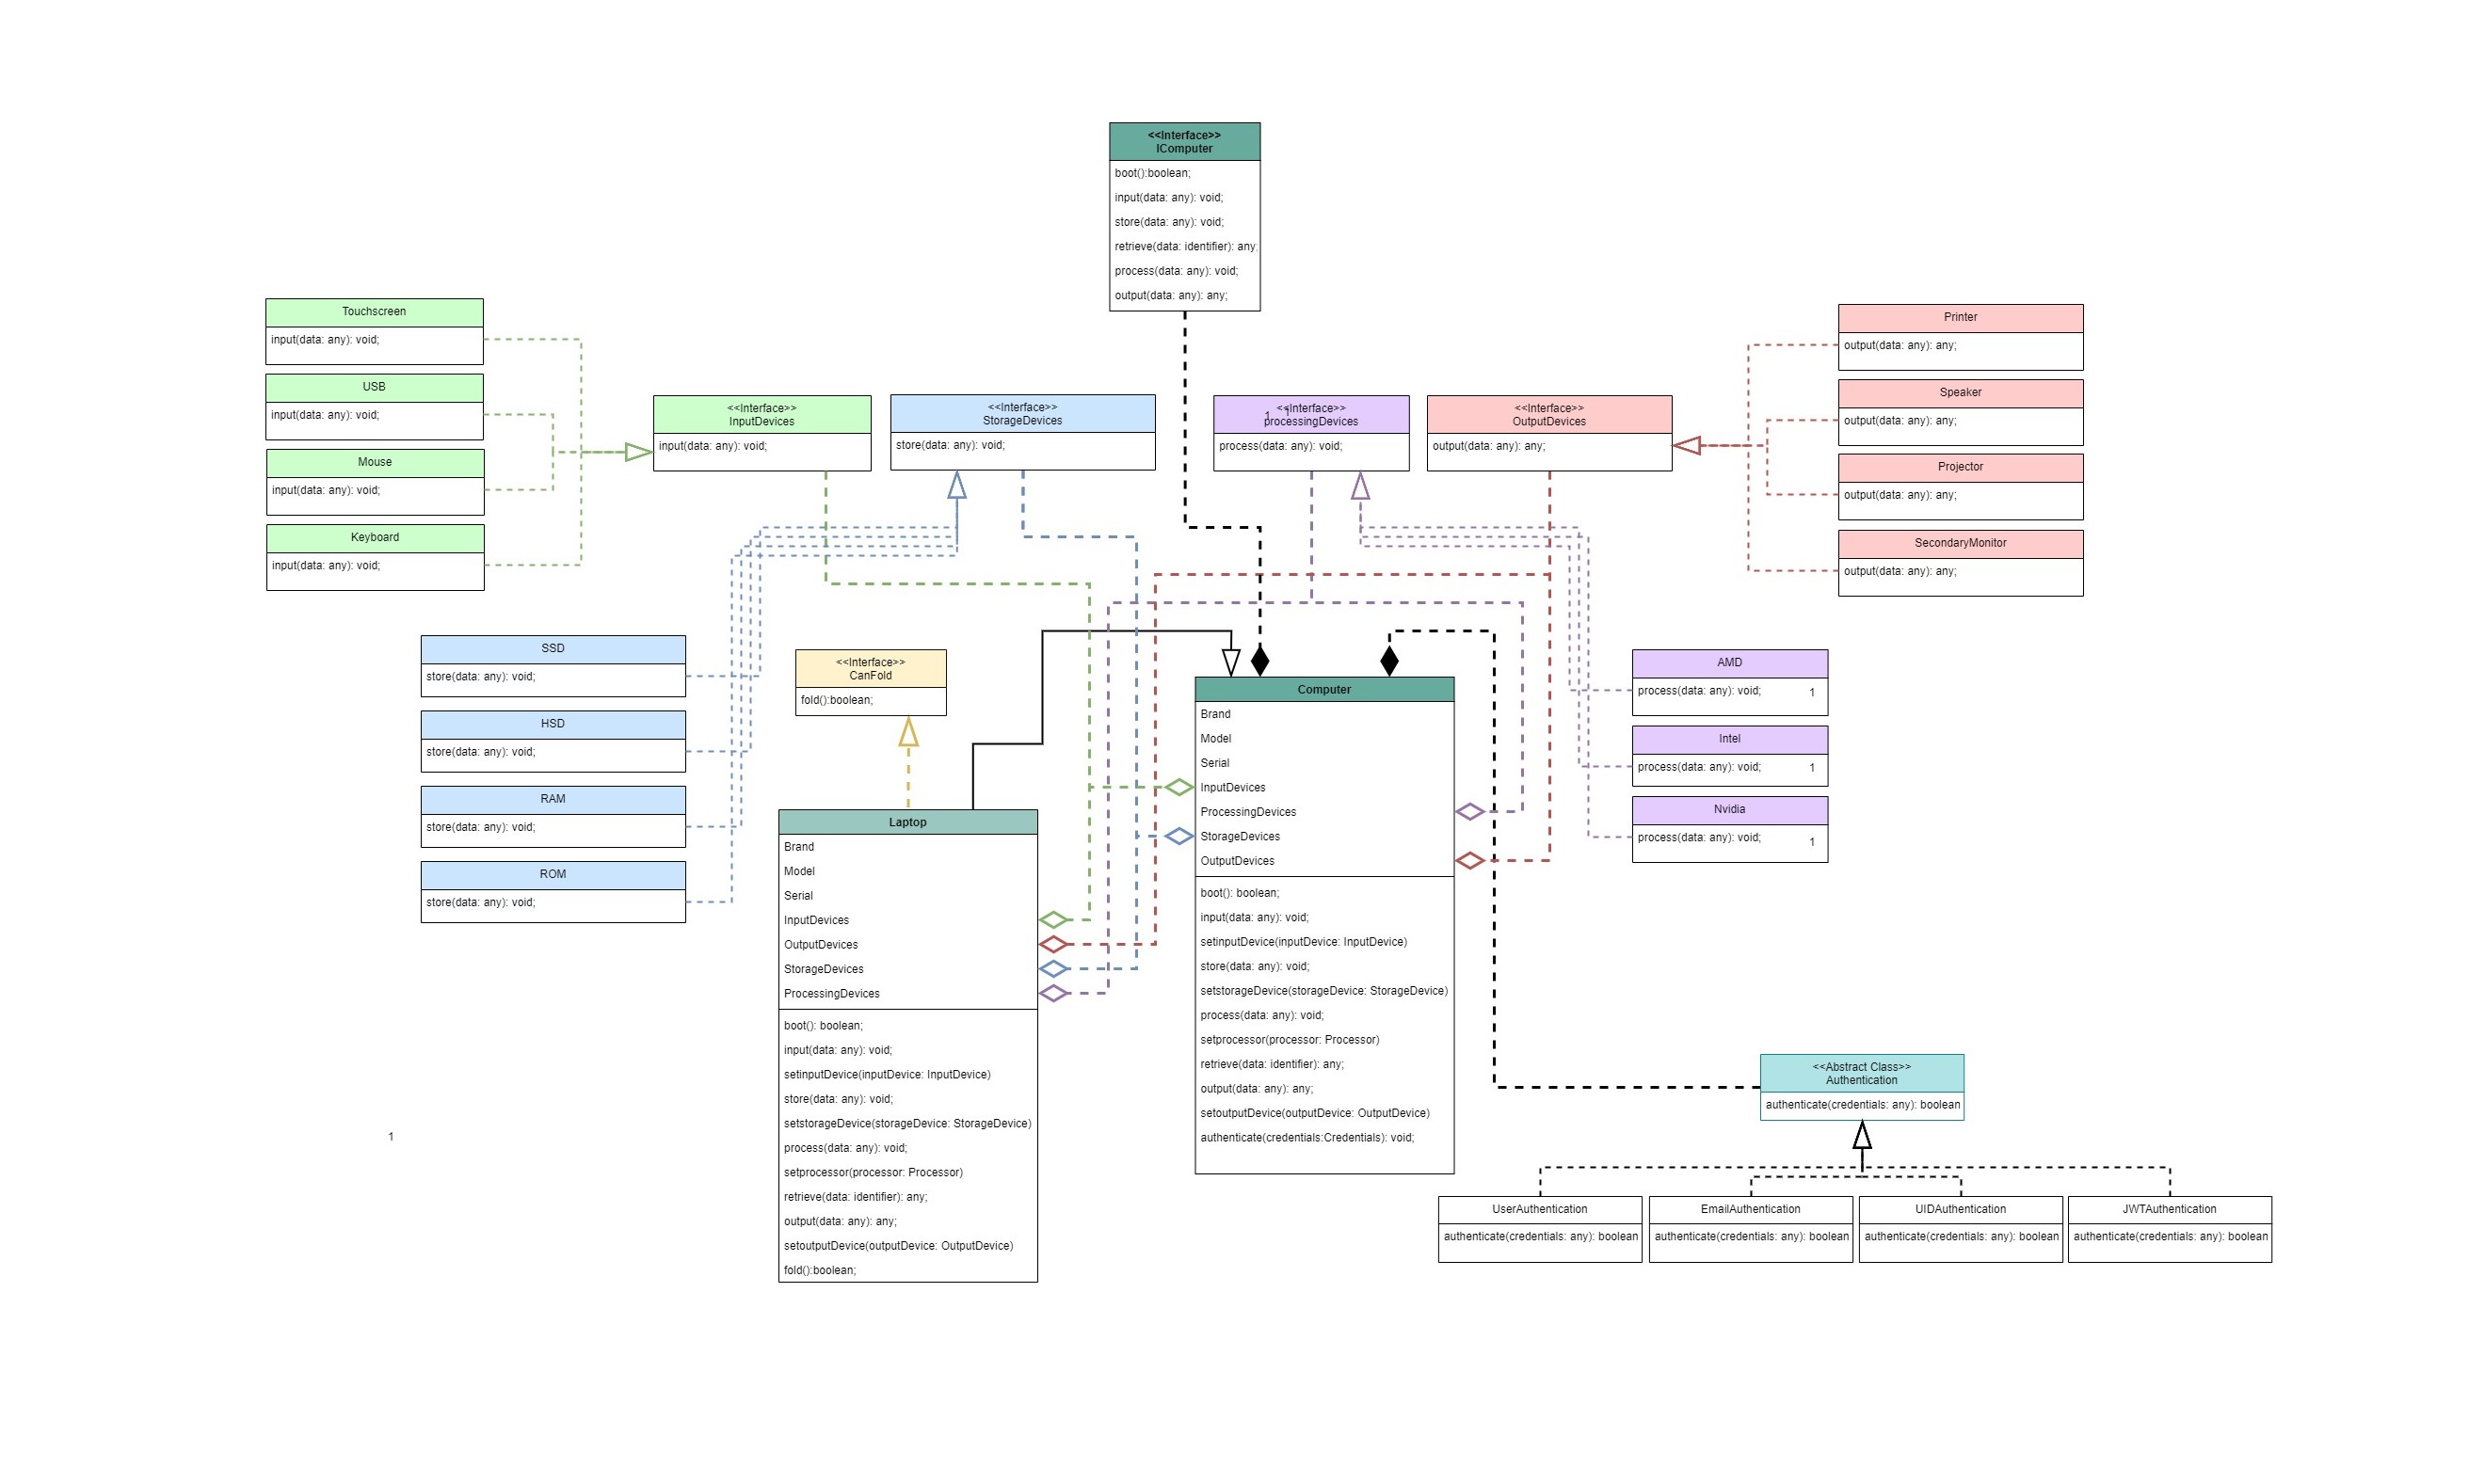 <<Interface>>
IComputer
boot():boolean;
input(data: any): void;
store(data: any): void;
retrieve(data: identifier): any;
process(data: any): void;
output(data: any): any;
Touchscreen
input(data: any): void;
USB
input(data: any): void;
Mouse
input(data: any): void;
Keyboard
input(data: any): void;
<<Interface>>
InputDevices
input(data: any): void;
<<Interface>>
StorageDevices
store(data: any): void;
<<Interface>>
1 1
processingDevices
process(data: any): void;
<<Interface>>
OutputDevices
output(data: any): any;
Printer
output(data: any): any;
Speaker
output(data: any): any;
Projector
output(data: any): any;
SecondaryMonitor
output(data: any): any;
SSD
store(data: any): void;
HSD
store(data: any): void;
RAM
store(data: any): void;
ROM
store(data: any): void;
<<Interface>>
CanFold
fold():boolean;
Laptop
Brand
Model
Serial
InputDevices
OutputDevices
StorageDevices
ProcessingDevices
boot(): boolean;
input(data: any): void;
setinputDevice(inputDevice: InputDevice)
store(data: any): void;
setstorageDevice(storageDevice: StorageDevice)
process(data: any): void;
setprocessor(processor: Processor)
retrieve(data: identifier): any;
output(data: any): any;
setoutputDevice(outputDevice: OutputDevice)
fold():boolean;
Computer
Brand
Model
Serial
InputDevices
ProcessingDevices
StorageDevices
OutputDevices
boot(): boolean;
input(data: any): void;
setinputDevice(inputDevice: InputDevice)
store(data: any): void;
setstorageDevice(storageDevice: StorageDevice)
process(data: any): void;
setprocessor(processor: Processor)
retrieve(data: identifier): any;
output(data: any): any;
setoutputDevice(outputDevice: OutputDevice)
authenticate(credentials:Credentials): void;
AMD
process(data: any): void; 1
Intel
process(data: any): void; 1
Nvidia
process(data: any): void; 1
1
<<Abstract Class>>
Authentication
authenticate(credentials: any): boolean
UserAuthentication
authenticate(credentials: any): boolean
EmailAuthentication
authenticate(credentials: any): boolean
UIDAuthentication
authenticate(credentials: any): boolean
JWTAuthentication
authenticate(credentials: any): boolean